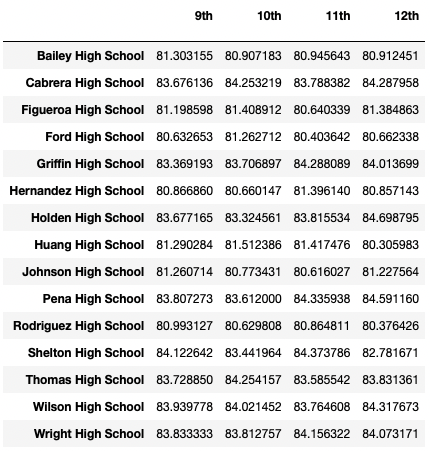 9th 10th 11th 12th
Bailey High School 81.303155 80.907183 80.945643 80.912451
Cabrera High School 83.676136 84.253219 83.788382 84.287958
Figueroa High School 81.198598 81.408912 80.640339 81.384863
Ford High School 80.632653 81.262712 80.403642 80.662338
Griffin High School 83.369193 83.706897 84.288089 84.013699
Hernandez High School 80.866860 80.660147 81.396140 80.857143
Holden High School 83.677165 83.324561 83.815534 84.698795
Huang High School 81.290284 81.512386 81.417476 80.305983
Johnson High School 81.260714 80.773431 80.616027 81.227564
Pena High School 83.807273 83.612000 84.335938 84.591160
Rodriguez High School 80.993127 80.629808 80.864811 80.376426
Shelton High School 84.122642 83.441964 84.373786 82.781671
Thomas High School 83.728850 84.254157 83.585542 83.831361
Wilson High School 83.939778 84.021452 83.764608 84.317673
Wright High School 83.833333 83.812757 84.156322 84.073171